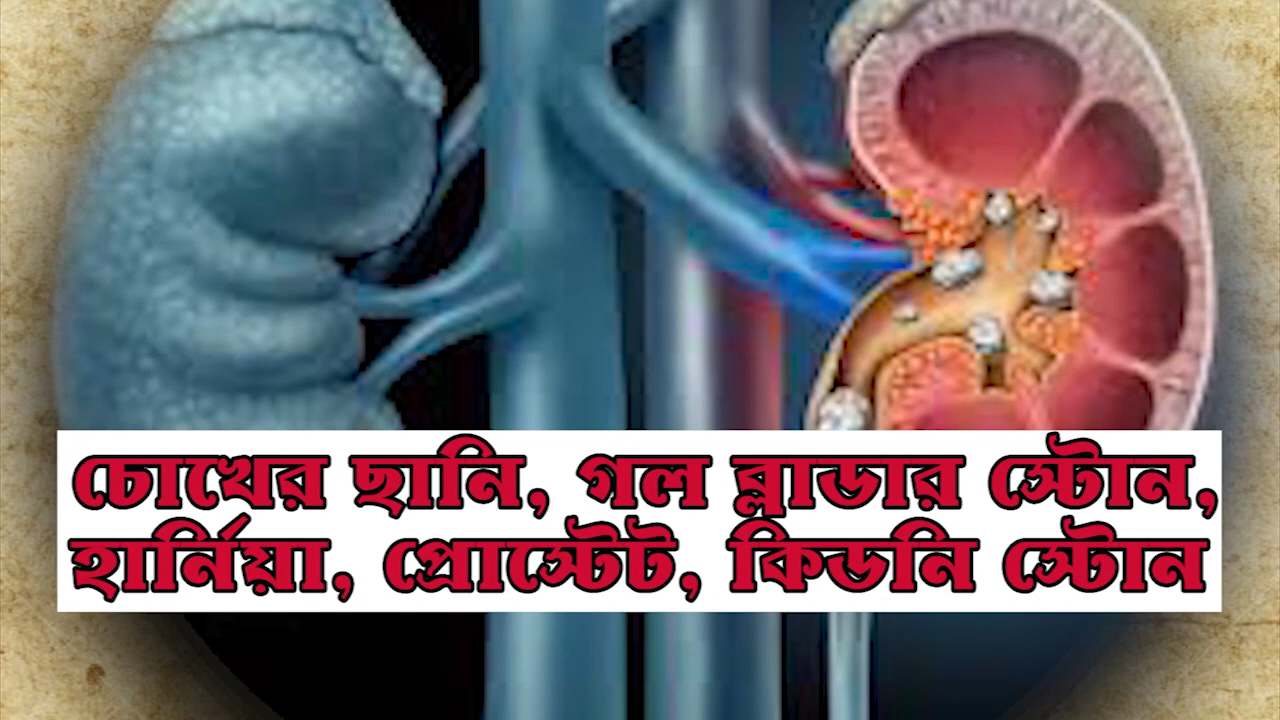 চোখের ছানি, গল ব্লাডার স্টোন,
হার্নিয়া, প্রোস্টেট, কিডনি স্টোন